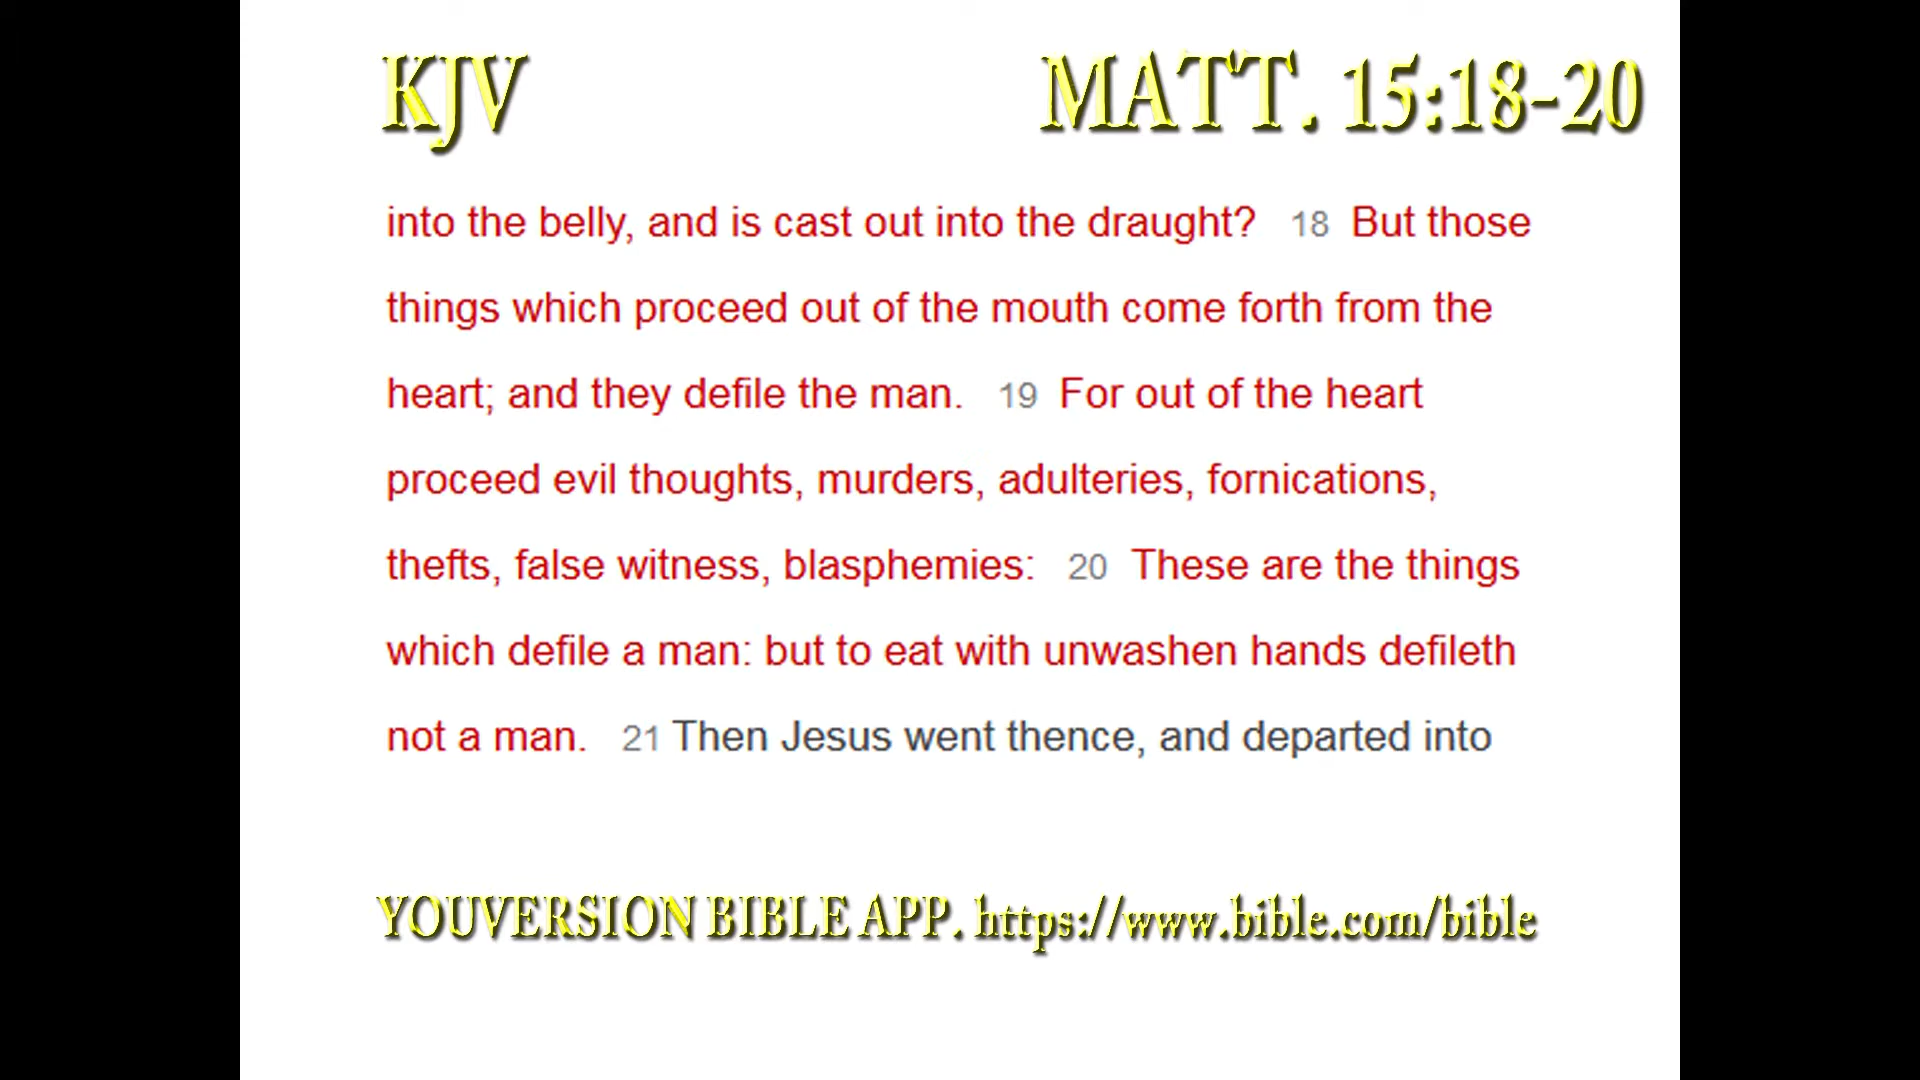 KJV MATT. 15:18-20
into the belly, and is cast out into the draught? 18 But those
things which proceed out of the mouth come forth from the
heart; and they defile the man. 19 For out of the heart
proceed evil thoughts, murders, adulteries, fornications,
thefts, false witness, blasphemies: 20 These are the things
which defile a man: but to eat with unwashen hands defileth
not a man. 21 Then Jesus went thence, and departed into
YOUVERSION BIBLE APP. https://www.bible.com/bible